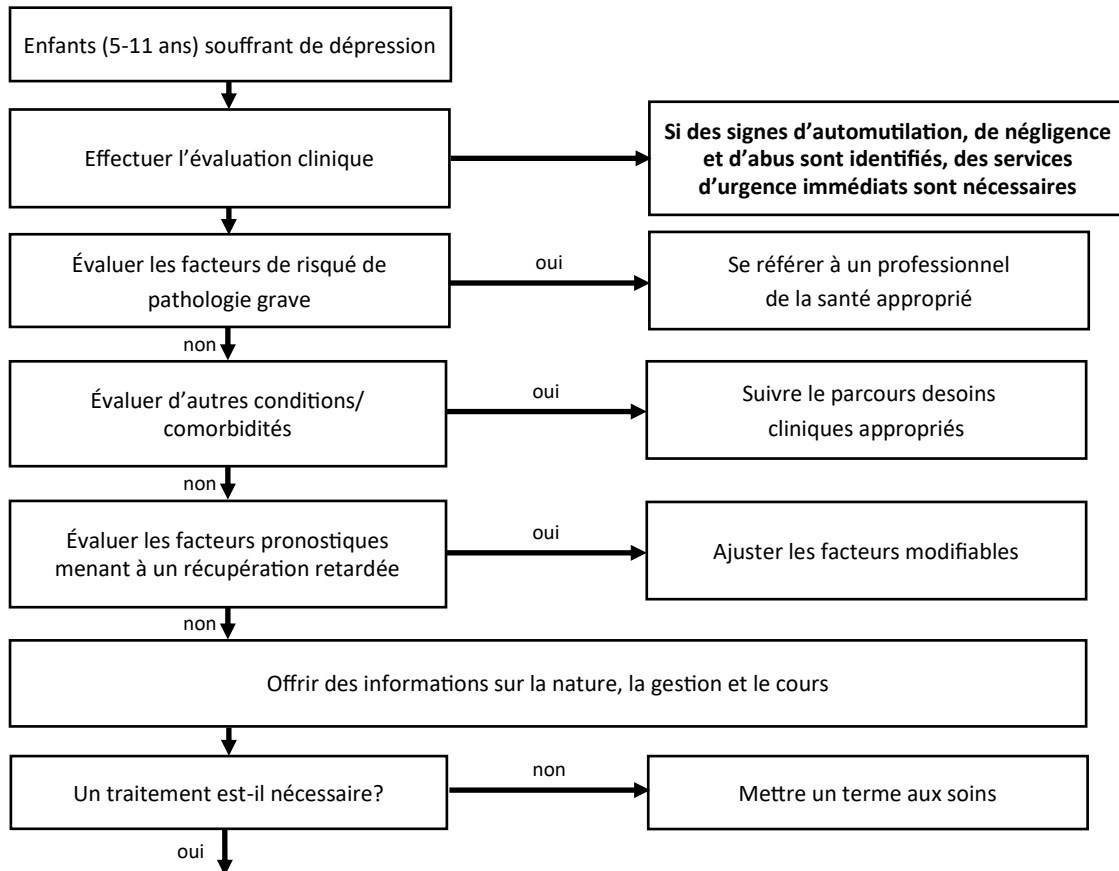 Enfants (5-11 ans) souffrant de dépression
Effectuer l’évaluation clinique
Si des signes d’automutilation, de négligence
et d’abus sont identifiés, des services
d’urgence immédiats sont nécessaires
Évaluer les facteurs de risqué de
pathologie grave
oui
Se référer à un professionnel
de la santé approprié
non
Évaluer d’autres conditions/
comorbidités
oui
Suivre le parcours desoins
cliniques appropriés
non
Évaluer les facteurs pronostiques
menant à un récupération retardée
oui
Ajuster les facteurs modifiables
non
Offrir des informations sur la nature, la gestion et le cours
Un traitement est-il nécessaire?
non
Mettre un terme aux soins
oui